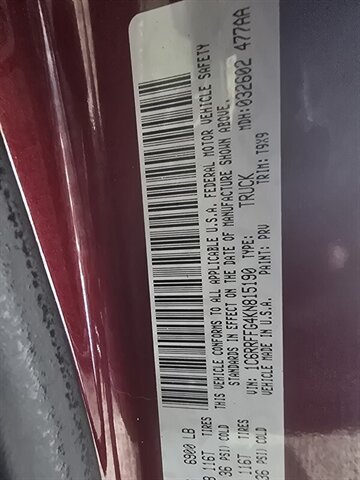 6900 LB
116T TIRES
36 PSI COLD
116T TIRES
36 PSI COLD
THIS VEHICLE CONFORMS TO ALL APPLICABLE U.S.A. FEDERAL MOTOR VEHICLE SAFETY
STANDARDS IN EFFECT ON THE DATE OF MANUFACTURE SHOWN ABOVE.
VIN: 1C6RRFFG4KN815190 TYPE: TRUCK MDH:032602 477AA
VEHICLE MADE IN U.S.A. PAINT: PRV TRIM: T9X9